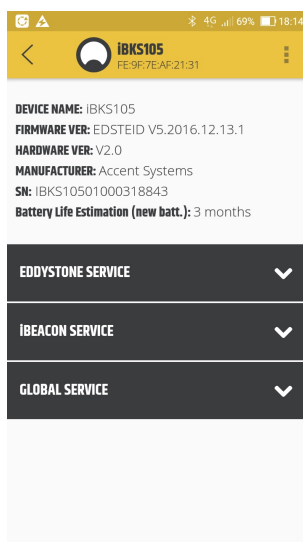 4G 69% 18:14
iBKS105
FE:9F:7E:AF:21:31
DEVICE NAME: iBKS105
FIRMWARE VER: EDSTEID V5.2016.12.13.1
HARDWARE VER: V2.0
MANUFACTURER: Accent Systems
SN: IBKS10501000318843
Battery Life Estimation (new batt.): 3 months
EDDYSTONE SERVICE
iBEACON SERVICE
GLOBAL SERVICE